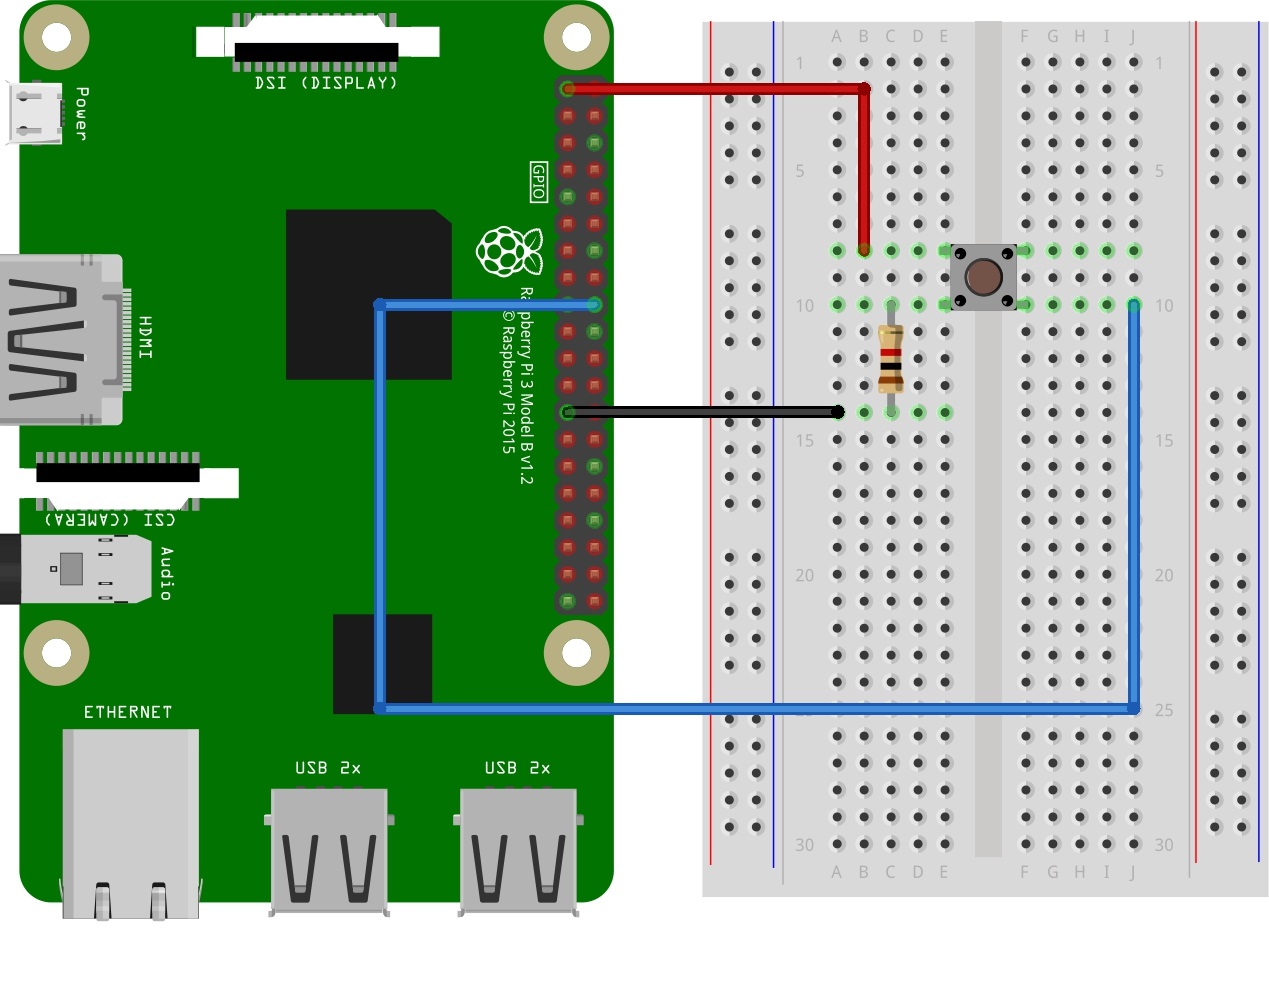 DSI (DISPLAY)
Power
GPIO
HDMI
Raspberry Pi 3 Model B v1.2
© Raspberry Pi 2015
CSI (CAMERA)
Audio
ETHERNET
USB 2x
USB 2x
A B C D E F G H I J
1 1
5 5
10 10
15 15
20 20
25 25
30 30
A B C D E F G H I J